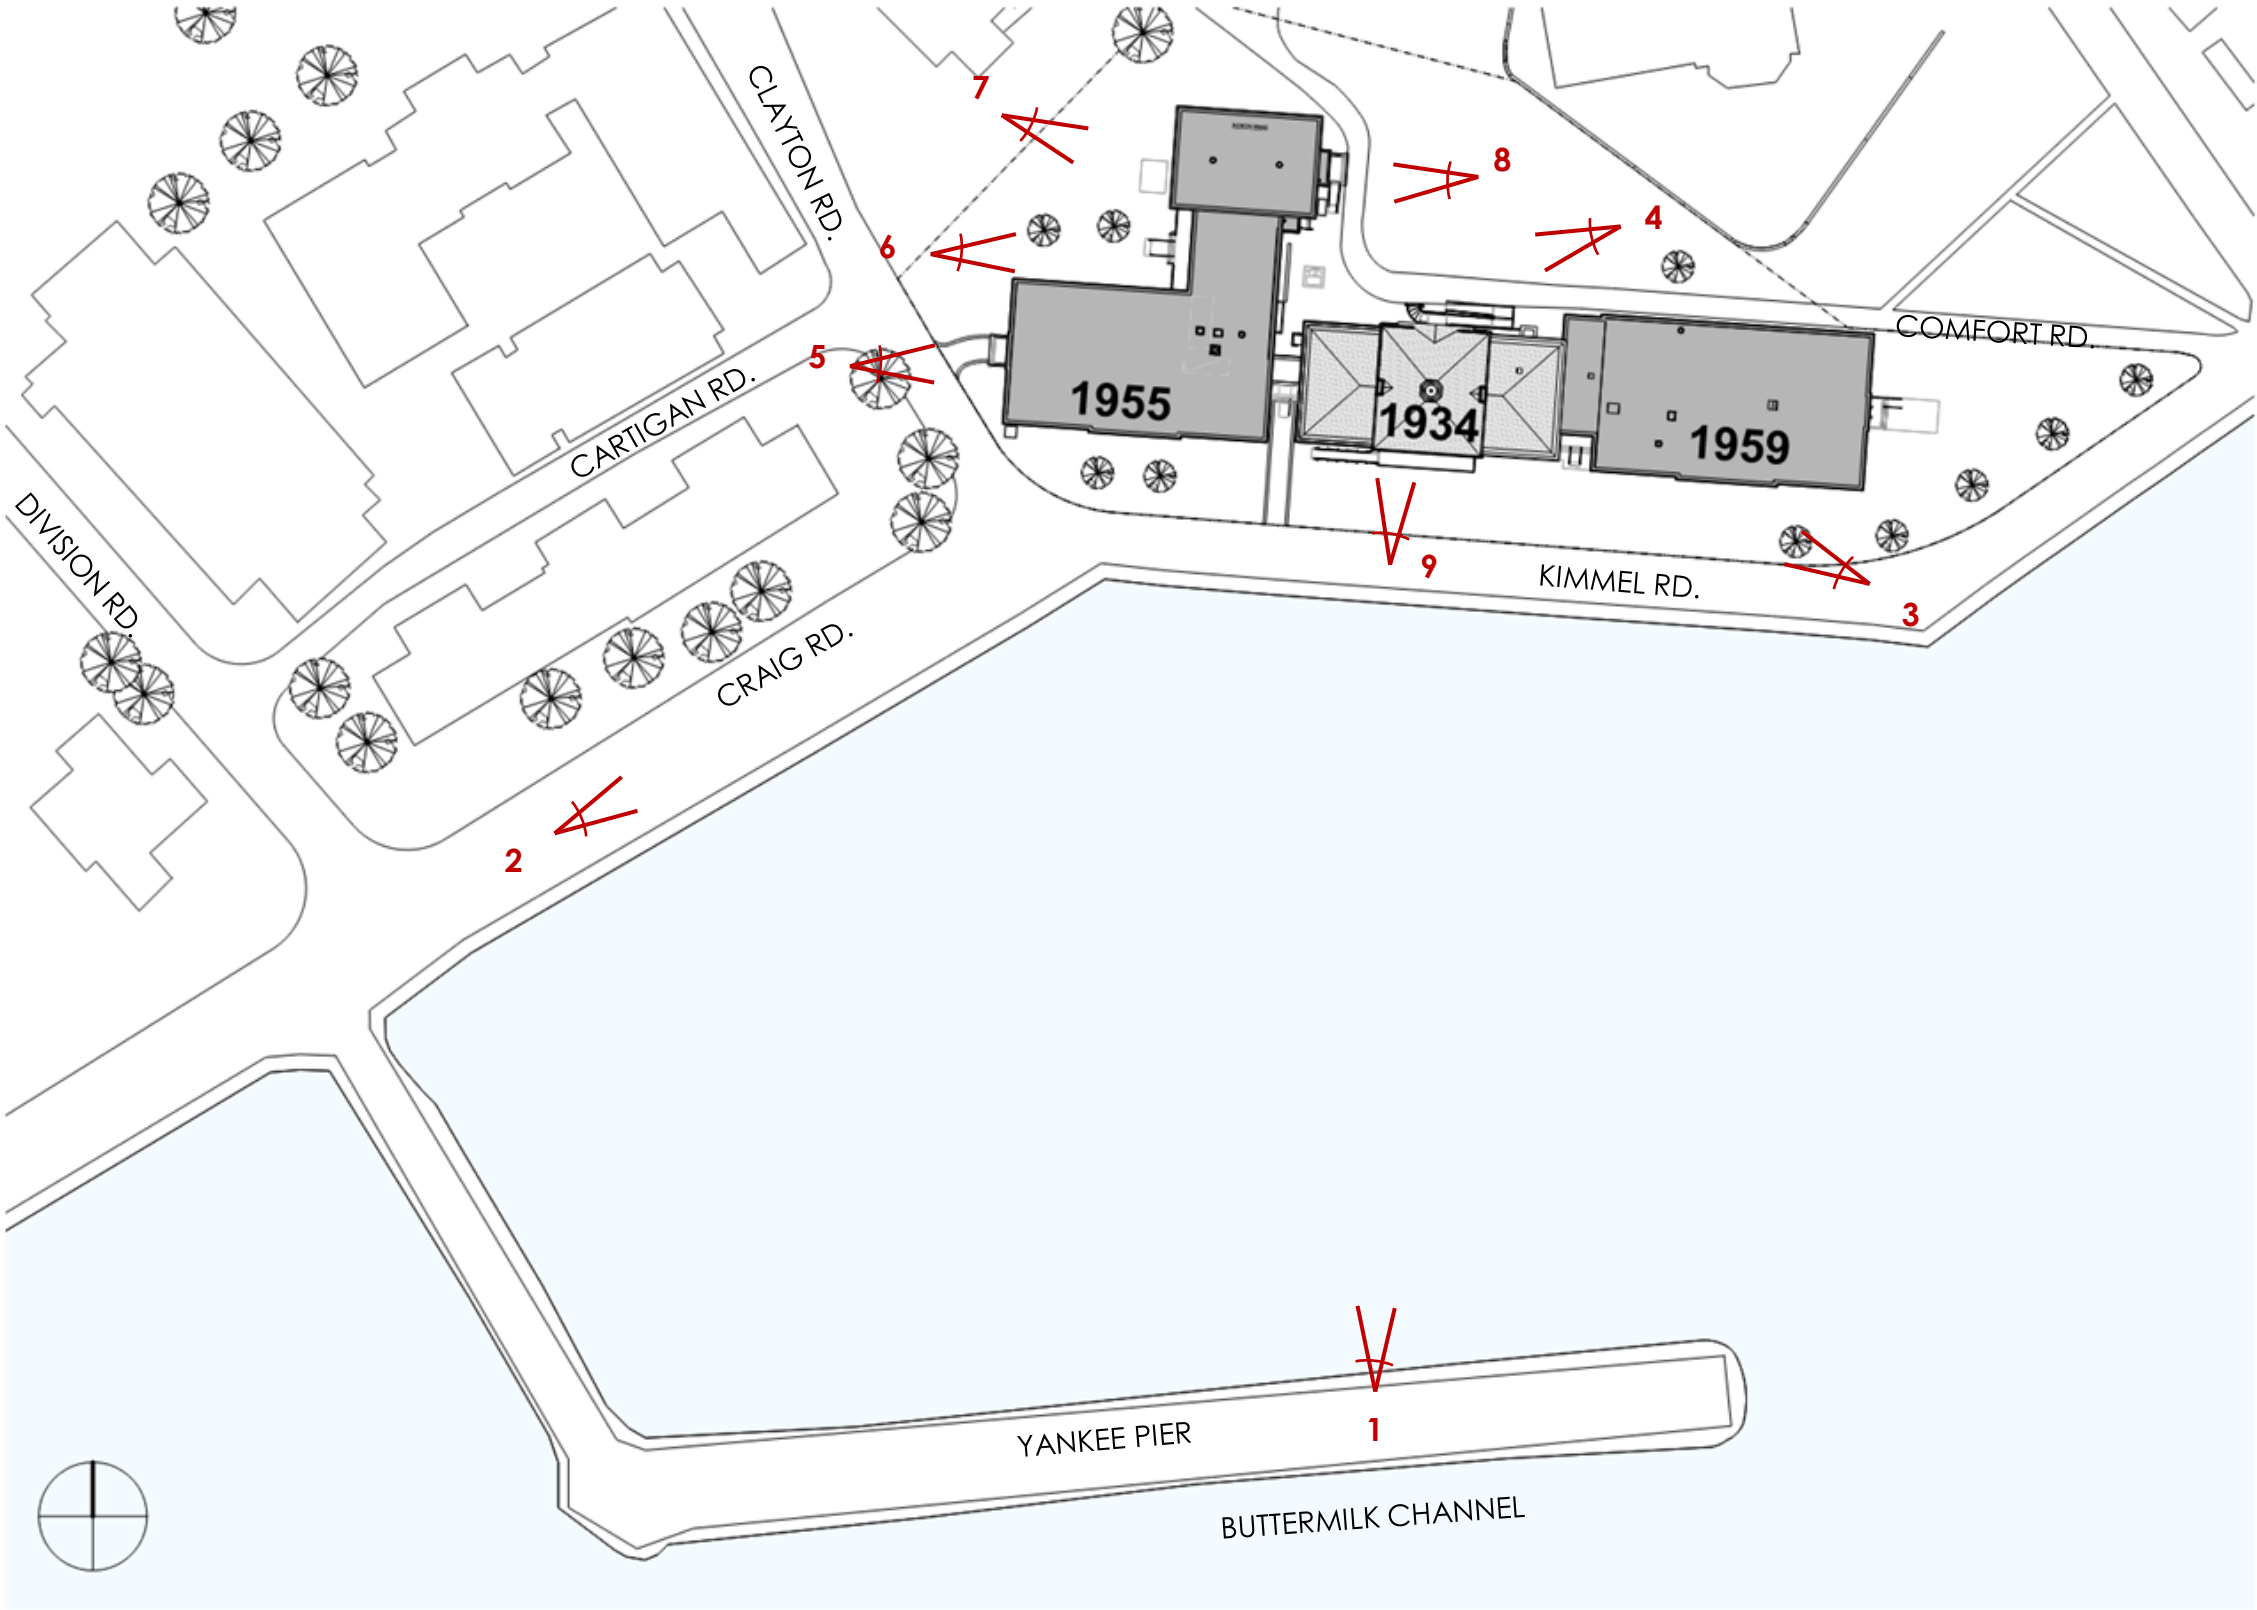 7
CLAYTON RD.
8
4
6
COMFORT RD.
5
1955
1934
1959
CARTIGAN RD.
DIVISION RD.
9
KIMMEL RD.
3
CRAIG RD.
2
1
YANKEE PIER
BUTTERMILK CHANNEL